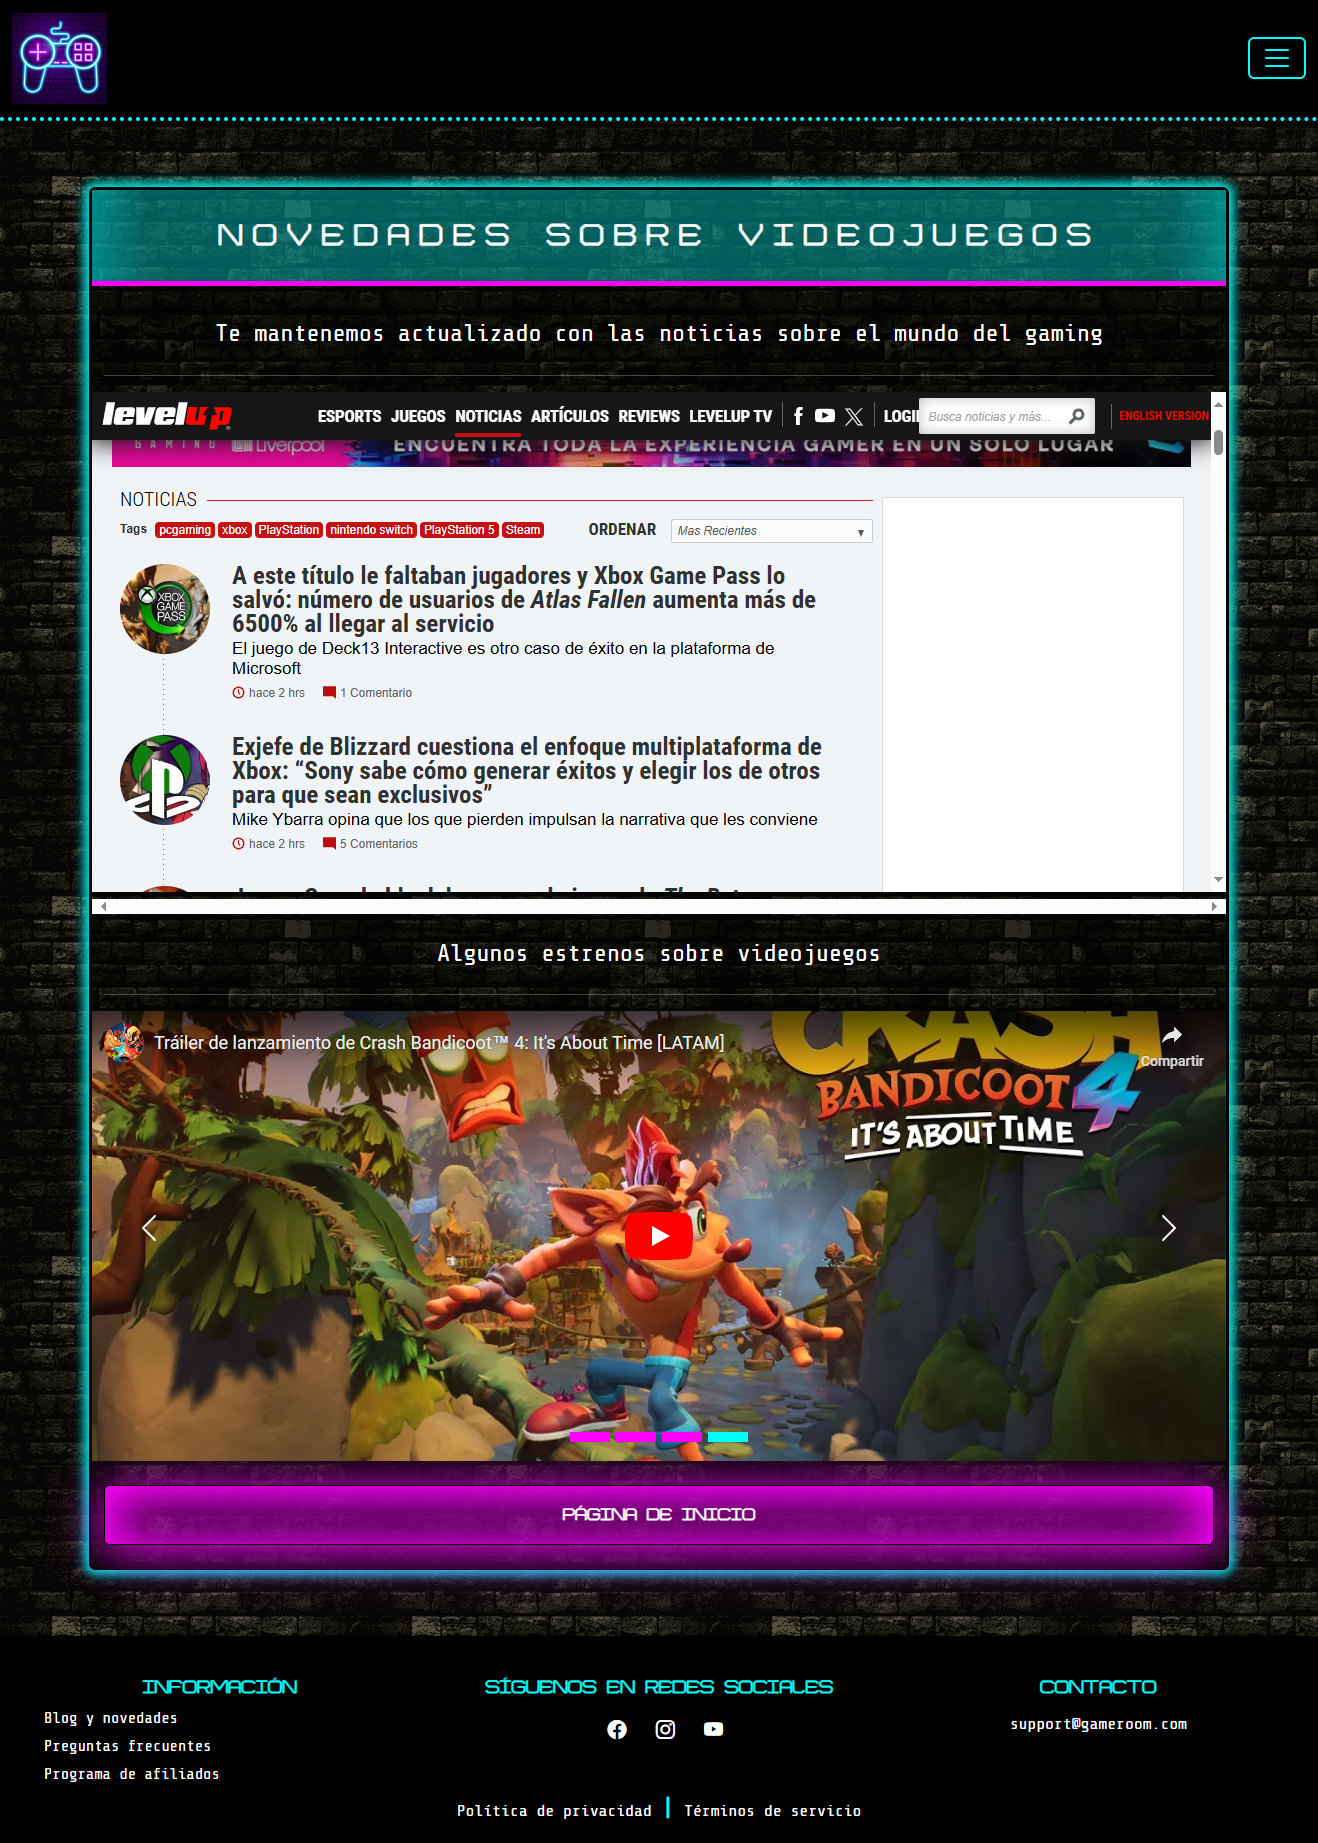 NOVEDADES SOBRE VIDEOJUEGOS
Te mantenemos actualizado con las noticias sobre el mundo del gaming
levelup ESPORTS JUEGOS NOTICIAS ARTÍCULOS REVIEWS LEVELUP TV LOGIN Busca noticias y más... ENGLISH VERSION
GAMING Liverpool ENCUENTRA TODA LA EXPERIENCIA GAMER EN UN SOLO LUGAR
NOTICIAS
Tags pcgaming xbox PlayStation nintendo switch PlayStation 5 Steam ORDENAR Mas Recientes
XBOX
GAME
PASS
A este título le faltaban jugadores y Xbox Game Pass lo
salvó: número de usuarios de Atlas Fallen aumenta más de
6500% al llegar al servicio
El juego de Deck13 Interactive es otro caso de éxito en la plataforma de
Microsoft
hace 2 hrs 1 Comentario
Exjefe de Blizzard cuestiona el enfoque multiplataforma de
Xbox: “Sony sabe cómo generar éxitos y elegir los de otros
para que sean exclusivos”
Mike Ybarra opina que los que pierden impulsan la narrativa que les conviene
hace 2 hrs 5 Comentarios
Algunos estrenos sobre videojuegos
Tráiler de lanzamiento de Crash Bandicoot™ 4: It's About Time [LATAM]
Compartir
CRASH
BANDICOOT 4
IT'S ABOUT TIME
PÁGINA DE INICIO
INFORMACIÓN
Blog y novedades
Preguntas frecuentes
Programa de afiliados
SÍGUENOS EN REDES SOCIALES
CONTACTO
support@gameroom.com
Política de privacidad | Términos de servicio